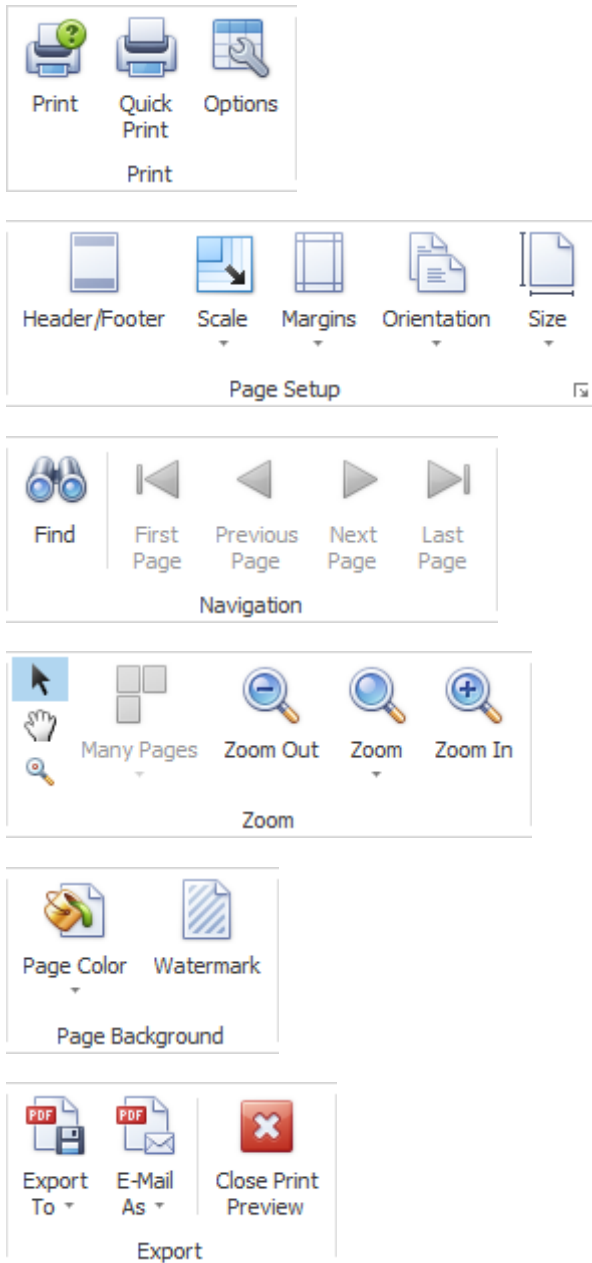 Print Quick Options
Print
Print
Header/Footer Scale Margins Orientation Size
Page Setup
Find First Previous Next Last
Page Page Page Page
Navigation
Many Pages Zoom Out Zoom Zoom In
Zoom
Page Color Watermark
Page Background
PDF PDF
Export E-Mail Close Print
To As Preview
Export